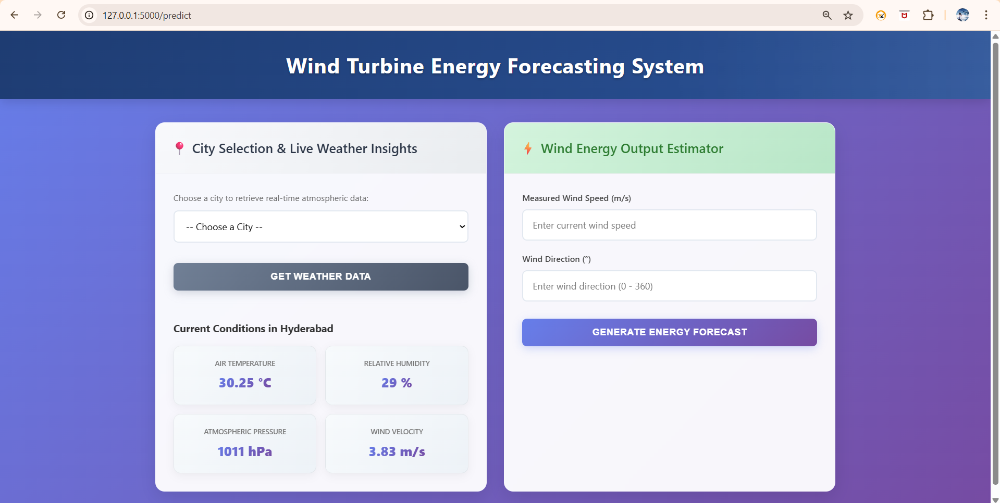 127.0.0.1:5000/predict
Wind Turbine Energy Forecasting System
City Selection & Live Weather Insights
Choose a city to retrieve real-time atmospheric data:
-- Choose a City --
GET WEATHER DATA
Current Conditions in Hyderabad
AIR TEMPERATURE
30.25 °C
RELATIVE HUMIDITY
29 %
ATMOSPHERIC PRESSURE
1011 hPa
WIND VELOCITY
3.83 m/s
Wind Energy Output Estimator
Measured Wind Speed (m/s)
Enter current wind speed
Wind Direction (°)
Enter wind direction (0 - 360)
GENERATE ENERGY FORECAST